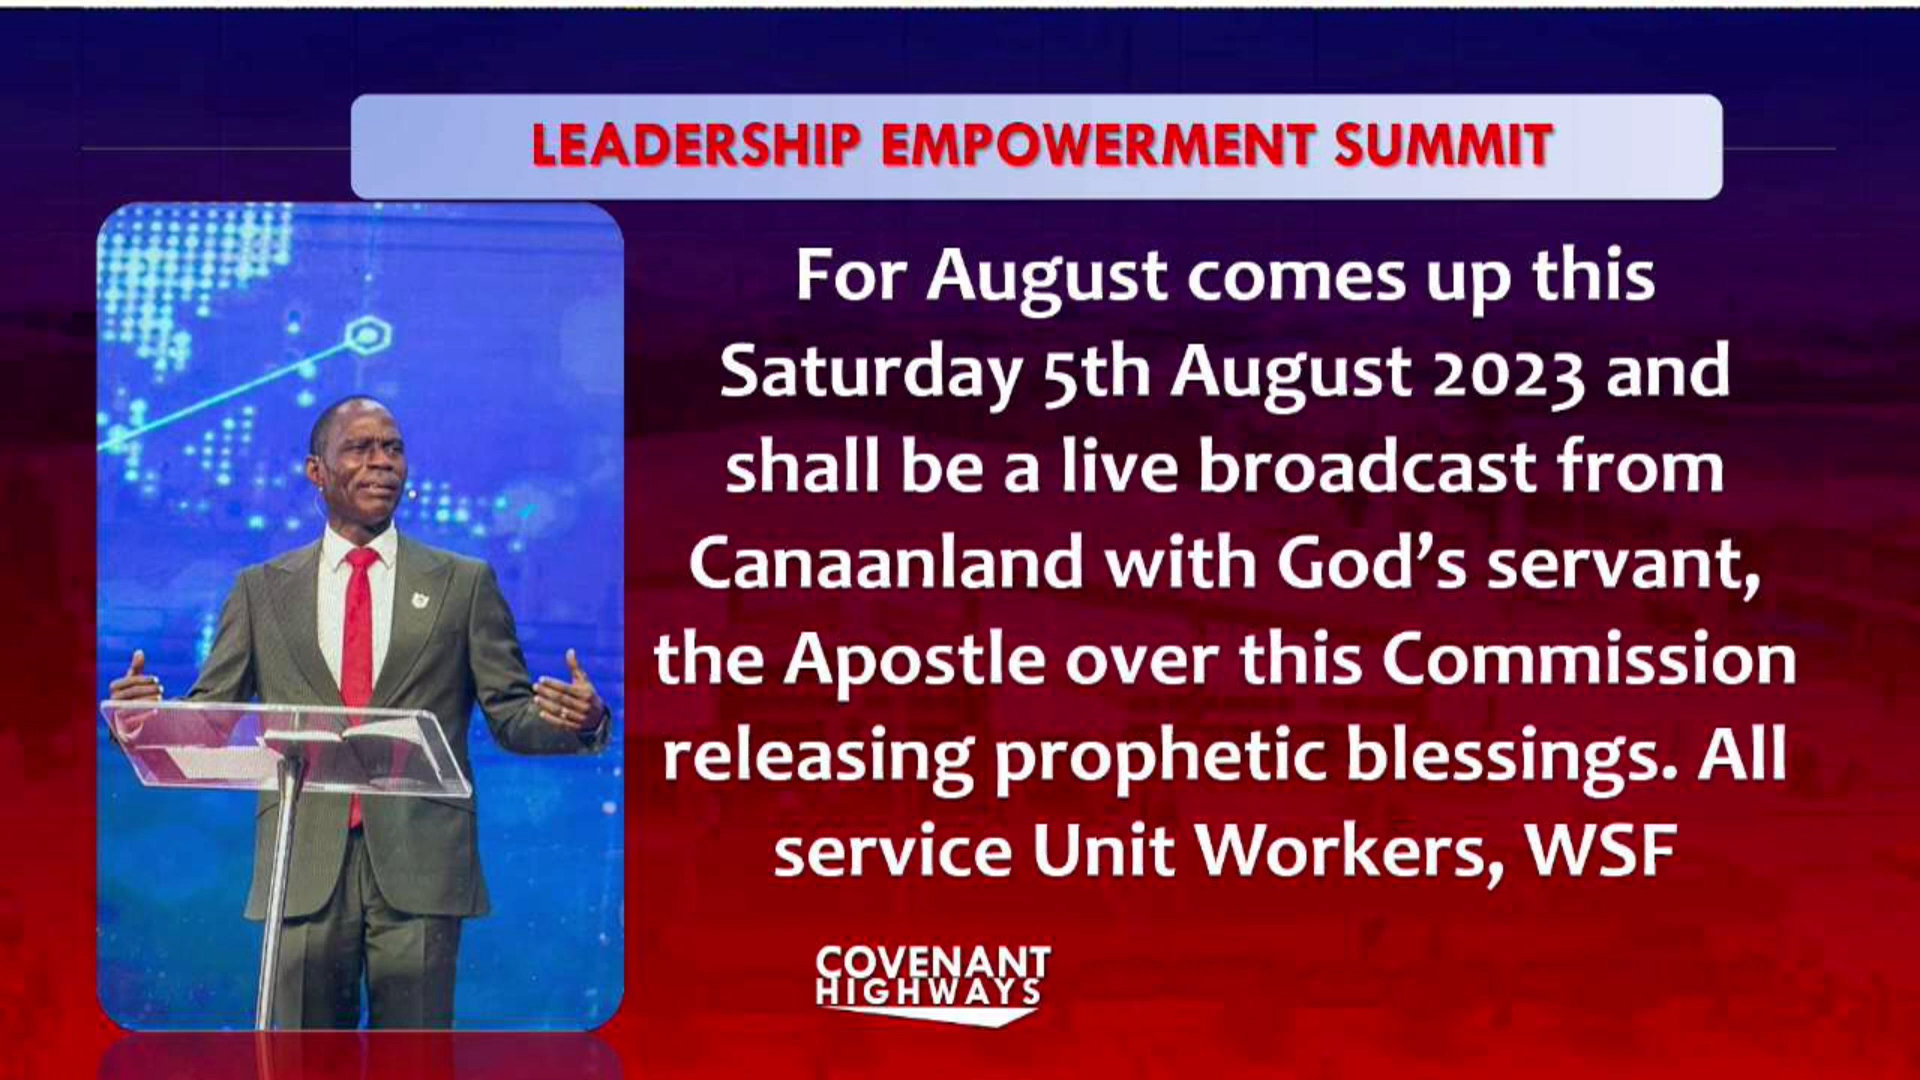 LEADERSHIP EMPOWERMENT SUMMIT
For August comes up this
Saturday 5th August 2023 and
shall be a live broadcast from
Canaanland with God’s servant,
the Apostle over this Commission
releasing prophetic blessings. All
service Unit Workers, WSF
COVENANT
HIGHWAYS